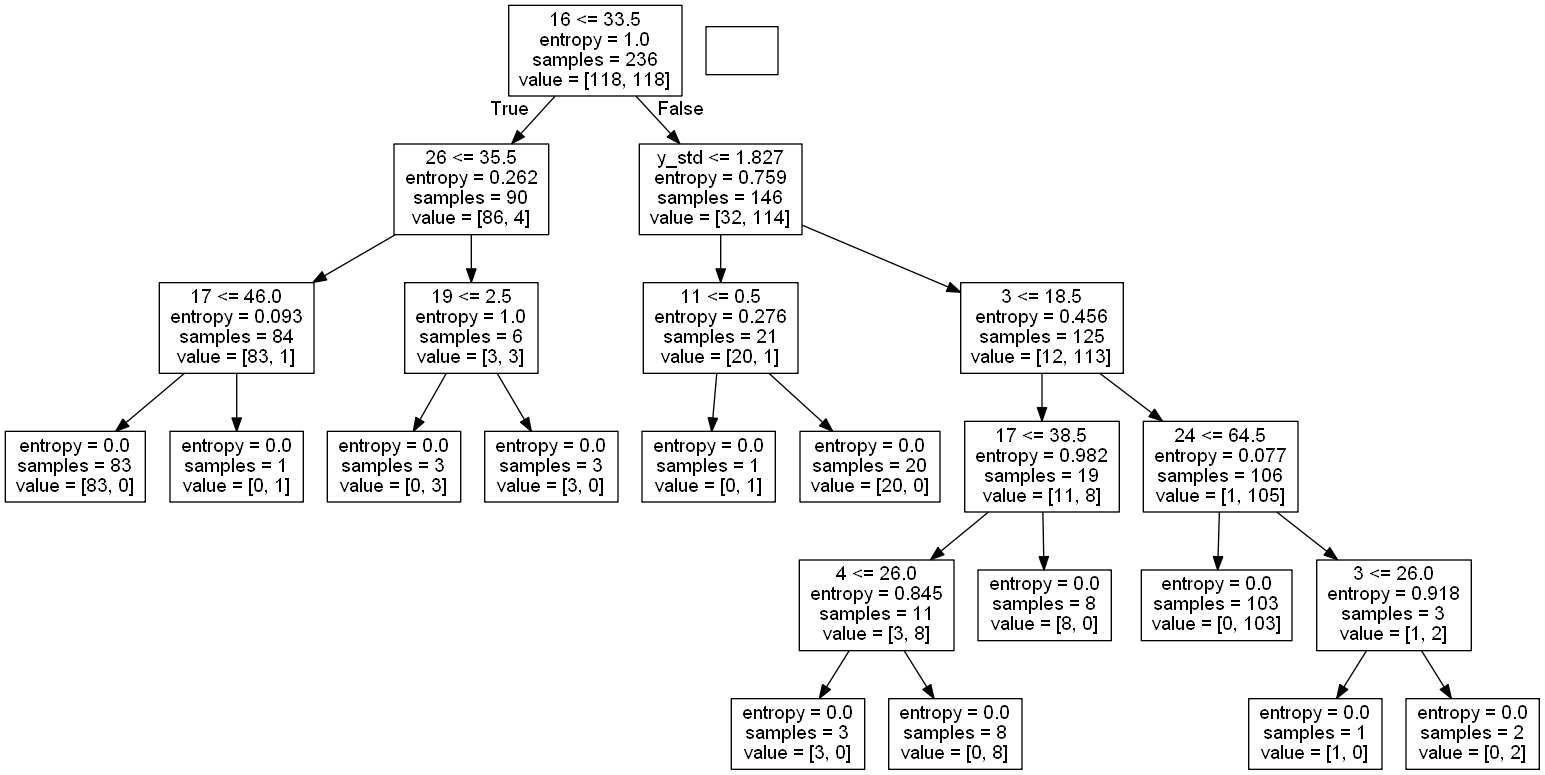 16 <= 33.5
entropy = 1.0
samples = 236
value = [118, 118]
True
False
26 <= 35.5
entropy = 0.262
samples = 90
value = [86, 4]
y_std <= 1.827
entropy = 0.759
samples = 146
value = [32, 114]
17 <= 46.0
entropy = 0.093
samples = 84
value = [83, 1]
19 <= 2.5
entropy = 1.0
samples = 6
value = [3, 3]
11 <= 0.5
entropy = 0.276
samples = 21
value = [20, 1]
3 <= 18.5
entropy = 0.456
samples = 125
value = [12, 113]
entropy = 0.0
samples = 83
value = [83, 0]
entropy = 0.0
samples = 1
value = [0, 1]
entropy = 0.0
samples = 3
value = [0, 3]
entropy = 0.0
samples = 3
value = [3, 0]
entropy = 0.0
samples = 1
value = [0, 1]
entropy = 0.0
samples = 20
value = [20, 0]
17 <= 38.5
entropy = 0.982
samples = 19
value = [11, 8]
24 <= 64.5
entropy = 0.077
samples = 106
value = [1, 105]
4 <= 26.0
entropy = 0.845
samples = 11
value = [3, 8]
entropy = 0.0
samples = 8
value = [8, 0]
entropy = 0.0
samples = 103
value = [0, 103]
3 <= 26.0
entropy = 0.918
samples = 3
value = [1, 2]
entropy = 0.0
samples = 3
value = [3, 0]
entropy = 0.0
samples = 8
value = [0, 8]
entropy = 0.0
samples = 1
value = [1, 0]
entropy = 0.0
samples = 2
value = [0, 2]